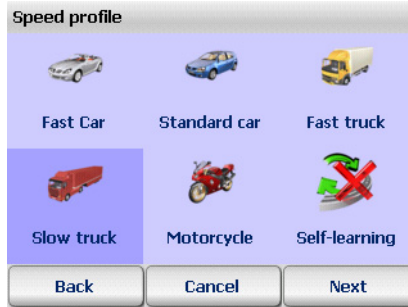 Speed profile
Fast Car
Standard car
Fast truck
Slow truck
Motorcycle
Self-learning
Back
Cancel
Next